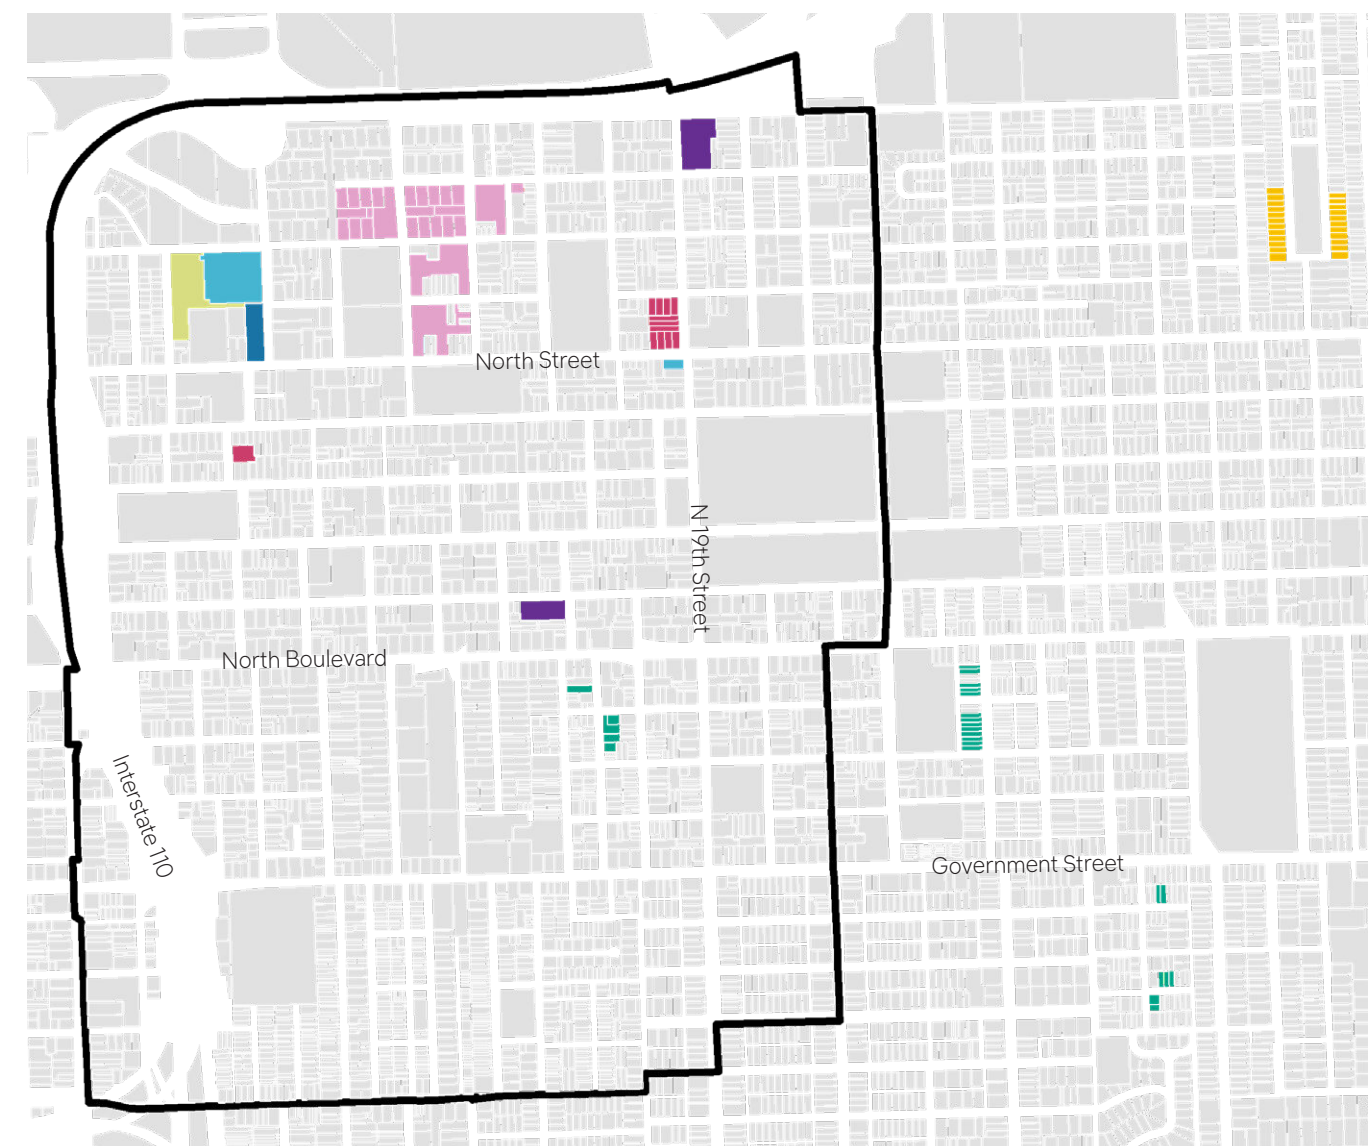 North Street
N 19th Street
North Boulevard
Interstate 110
Government Street